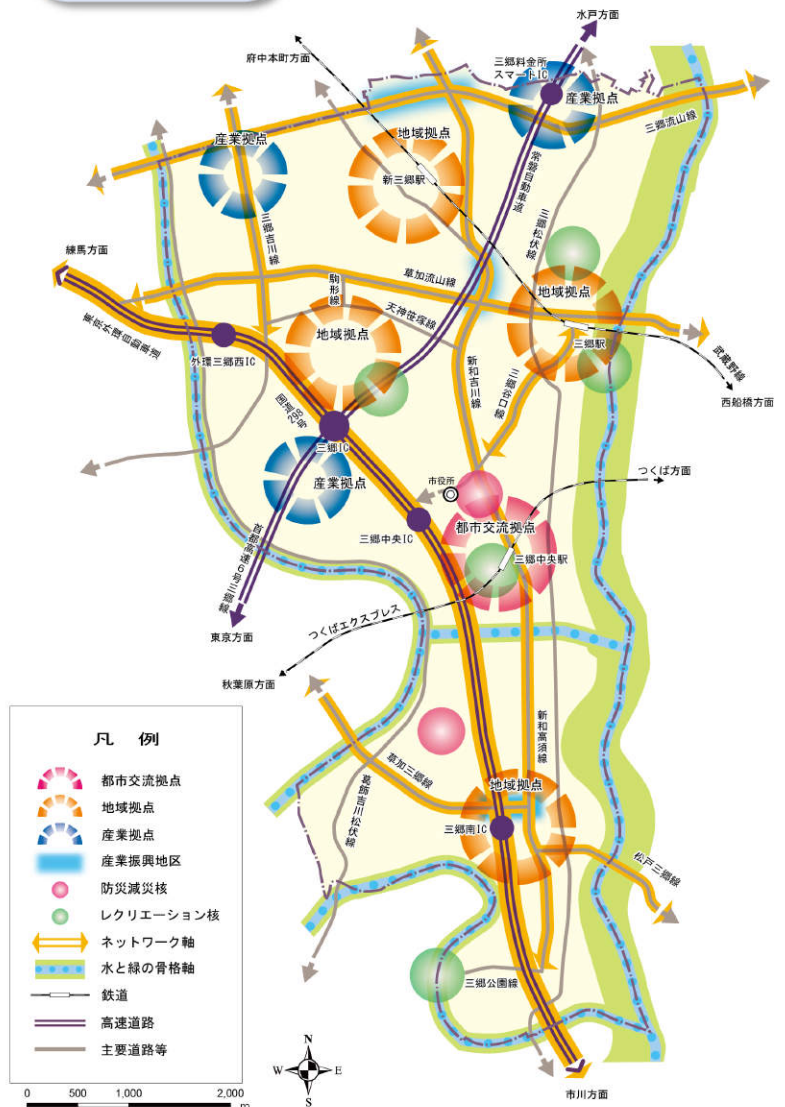 水戸方面
府中本町方面
三郷料金所
スマートIC
産業拠点
三郷流山線
産業拠点
地域拠点
新三郷駅
常磐自動車道
三郷松伏線
三郷吉川線
練馬方面
草加流山線
駒形線
天神笹塚線
地域拠点
東京外環自動車道
外環三郷西IC
地域拠点
三郷駅
武蔵野線
西船橋方面
新和吉川線
三郷谷口線
国道298号
三郷IC
産業拠点
市役所
つくば方面
都市交流拠点
三郷中央IC
三郷中央駅
首都高速6号三郷線
東京方面
つくばエクスプレス
秋葉原方面
新和高須線
草加三郷線
葛飾吉川松伏線
地域拠点
三郷南IC
松戸三郷線
三郷公園線
市川方面
凡 例
都市交流拠点
地域拠点
産業拠点
産業振興地区
防災減災核
レクリエーション核
ネットワーク軸
水と緑の骨格軸
鉄道
高速道路
主要道路等
N
W E
S
0 500 1,000 2,000
m